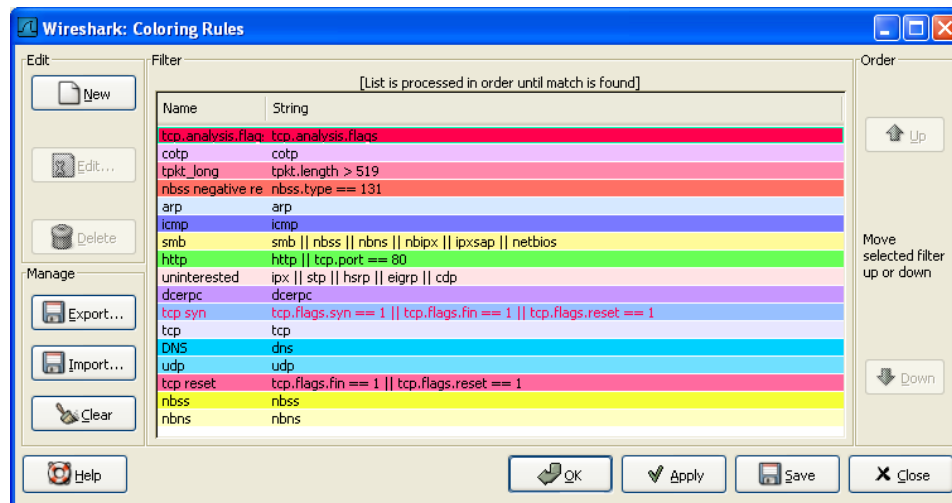 Wireshark: Coloring Rules
Edit
New
Edit...
Delete
Manage
Export...
Import...
Clear
Filter
[List is processed in order until match is found]
Name String
tcp.analysis.flag: tcp.analysis.flags
cotp cotp
tpkt_long tpkt.length > 519
nbss negative re nbss.type == 131
arp arp
icmp icmp
smb smb || nbss || nbns || nbipx || ipxsap || netbios
http http || tcp.port == 80
uninterested ipx || stp || hsrp || eigrp || cdp
dcerpc dcerpc
tcp syn tcp.flags.syn == 1 || tcp.flags.fin == 1 || tcp.flags.reset == 1
tcp tcp
DNS dns
udp udp
tcp reset tcp.flags.fin == 1 || tcp.flags.reset == 1
nbss nbss
nbns nbns
Order
Up
Move
selected filter
up or down
Down
Help
OK
Apply
Save
Close